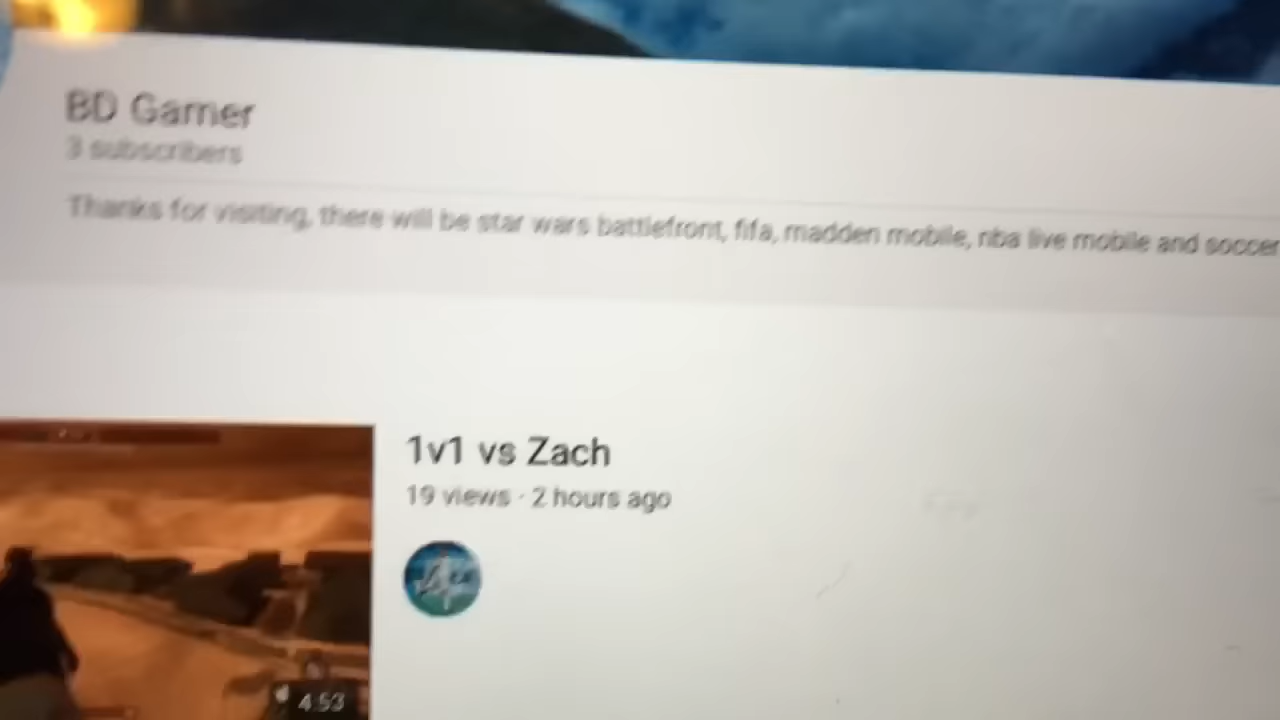 BD Gamer
3 subscribers
Thanks for visiting, there will be star wars battlefront, fifa, madden mobile, nba live mobile and soccer
1v1 vs Zach
19 views · 2 hours ago
4:53